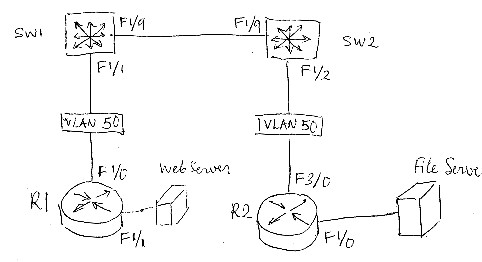 SW1
F1/9
F1/9
SW2
F1/1
F1/2
VLAN 50
VLAN 50
F1/0
Web Server
F3/0
File Serve
R1
R2
F1/1
F1/0